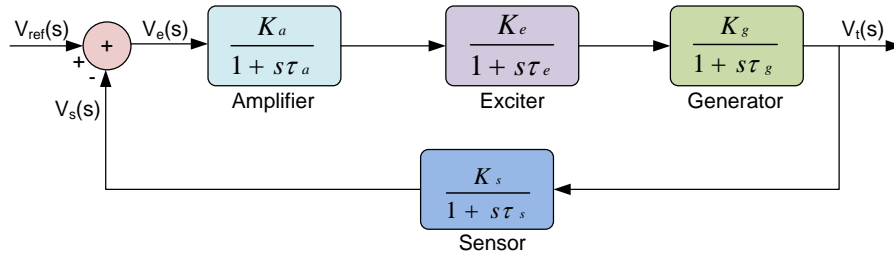 V_ref(s)
+
-
+
V_e(s)
K_a
1 + sτ_a
Amplifier
K_e
1 + sτ_e
Exciter
K_g
1 + sτ_g
Generator
V_t(s)
V_s(s)
K_s
1 + sτ_s
Sensor